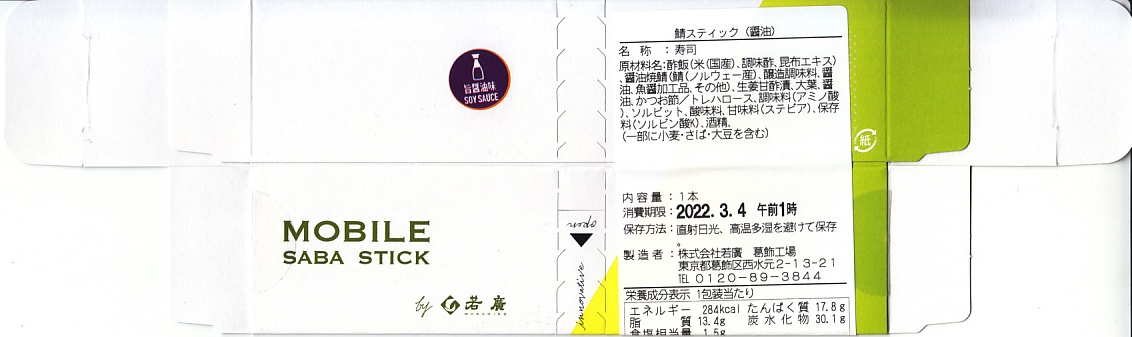 旨醤油味
SOY SAUCE
MOBILE
SABA STICK
by 若廣
WAKAHIRO
open
innovative
鯖スティック（醤油）
名 称 ：寿司
原材料名：酢飯（米（国産）、調味酢、昆布エキス）
、醤油焼鯖（鯖（ノルウェー産）、醸造調味料、醤
油、魚醤加工品、その他）、生姜甘酢漬、大葉、醤
油、かつお節／トレハロース、調味料（アミノ酸
）、ソルビット、酸味料、甘味料（ステビア）、保存
料（ソルビン酸K）、酒精、
（一部に小麦・さば・大豆を含む）
紙
内容量：1本
消費期限：2022.3.4 午前1時
保存方法：直射日光、高温多湿を避けて保存
。
製造者：株式会社若廣 葛飾工場
東京都葛飾区西水元2-13-21
TEL 0120-89-3844
栄養成分表示 1包装当たり
エネルギー 284kcal たんぱく質 17.8g
脂 質 13.4g 炭水化物 30.1g
食塩相当量 1.5g